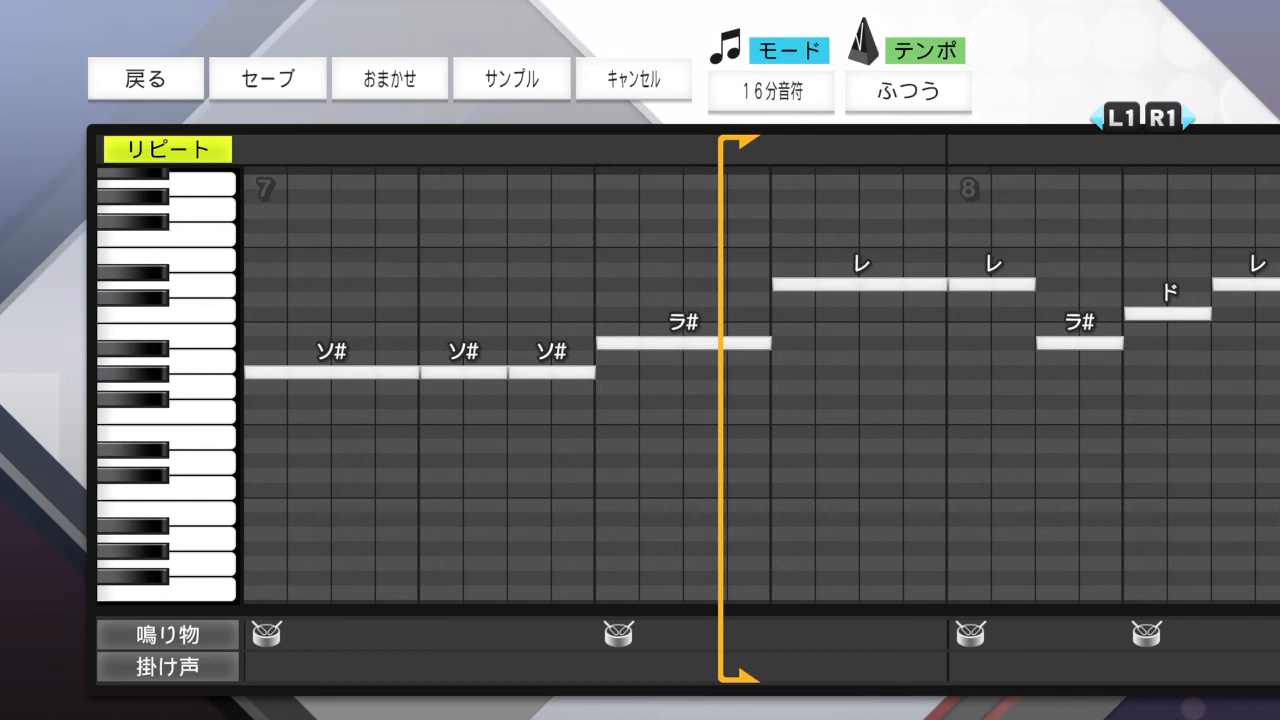 戻る
セーブ
おまかせ
サンプル
キャンセル
モード
16分音符
テンポ
ふつう
L1 R1
リピート
7
8
レ
レ
レ
ド
ラ#
ラ#
ソ#
ソ#
ソ#
鳴り物
掛け声